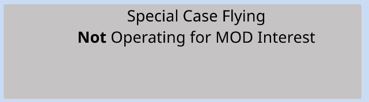 Special Case Flying
Not Operating for MOD Interest